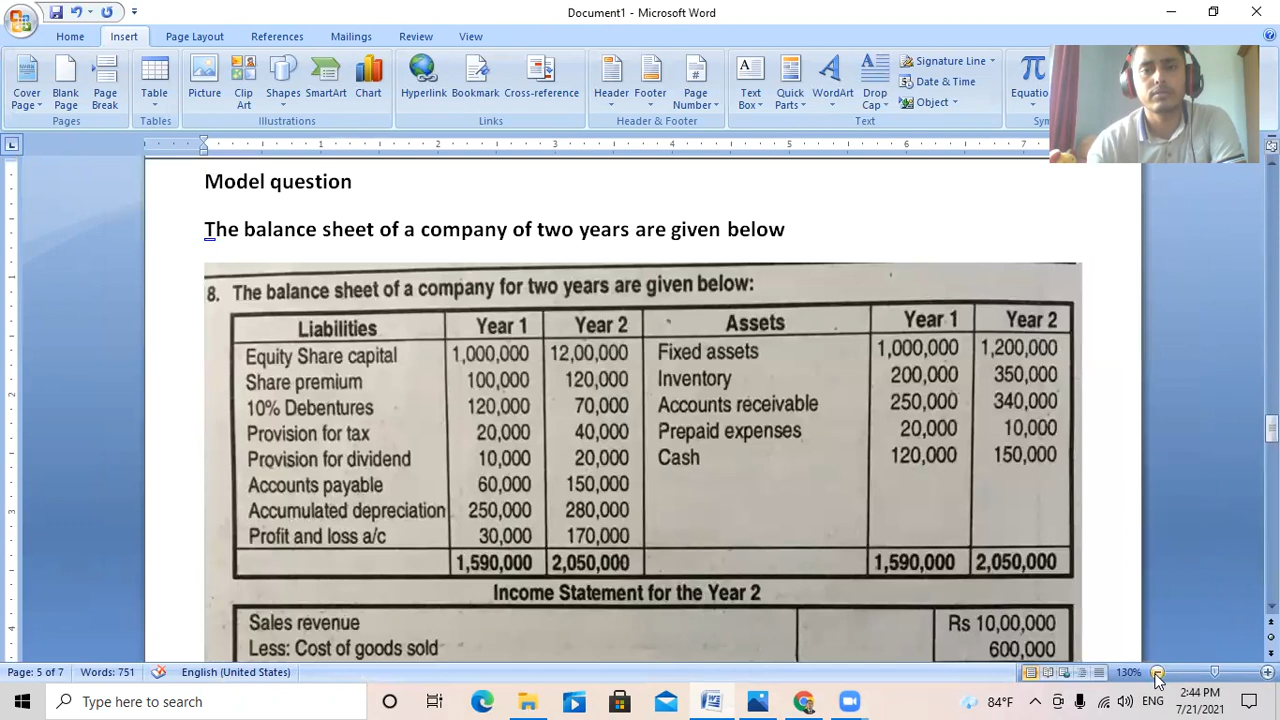 Document1 - Microsoft Word
Home Insert Page Layout References Mailings Review View
Cover Page Blank Page Page Break Table Picture Clip Art Shapes SmartArt Chart Hyperlink Bookmark Cross-reference Header Footer Page Number Text Box Quick Parts WordArt Drop Cap Signature Line Date & Time Object Equatio
Pages Tables Illustrations Links Header & Footer Text Sym
1 2 3 4 5 6 7
Model question
The balance sheet of a company of two years are given below
8. The balance sheet of a company for two years are given below:
Liabilities Year 1 Year 2 Assets Year 1 Year 2
Equity Share capital 1,000,000 12,00,000 Fixed assets 1,000,000 1,200,000
Share premium 100,000 120,000 Inventory 200,000 350,000
10% Debentures 120,000 70,000 Accounts receivable 250,000 340,000
Provision for tax 20,000 40,000 Prepaid expenses 20,000 10,000
Provision for dividend 10,000 20,000 Cash 120,000 150,000
Accounts payable 60,000 150,000
Accumulated depreciation 250,000 280,000
Profit and loss a/c 30,000 170,000
1,590,000 2,050,000 1,590,000 2,050,000
Income Statement for the Year 2
Sales revenue Rs 10,00,000
Less: Cost of goods sold 600,000
Page: 5 of 7 Words: 751 English (United States) 130%
Type here to search 84°F ENG 2:44 PM
7/21/2021